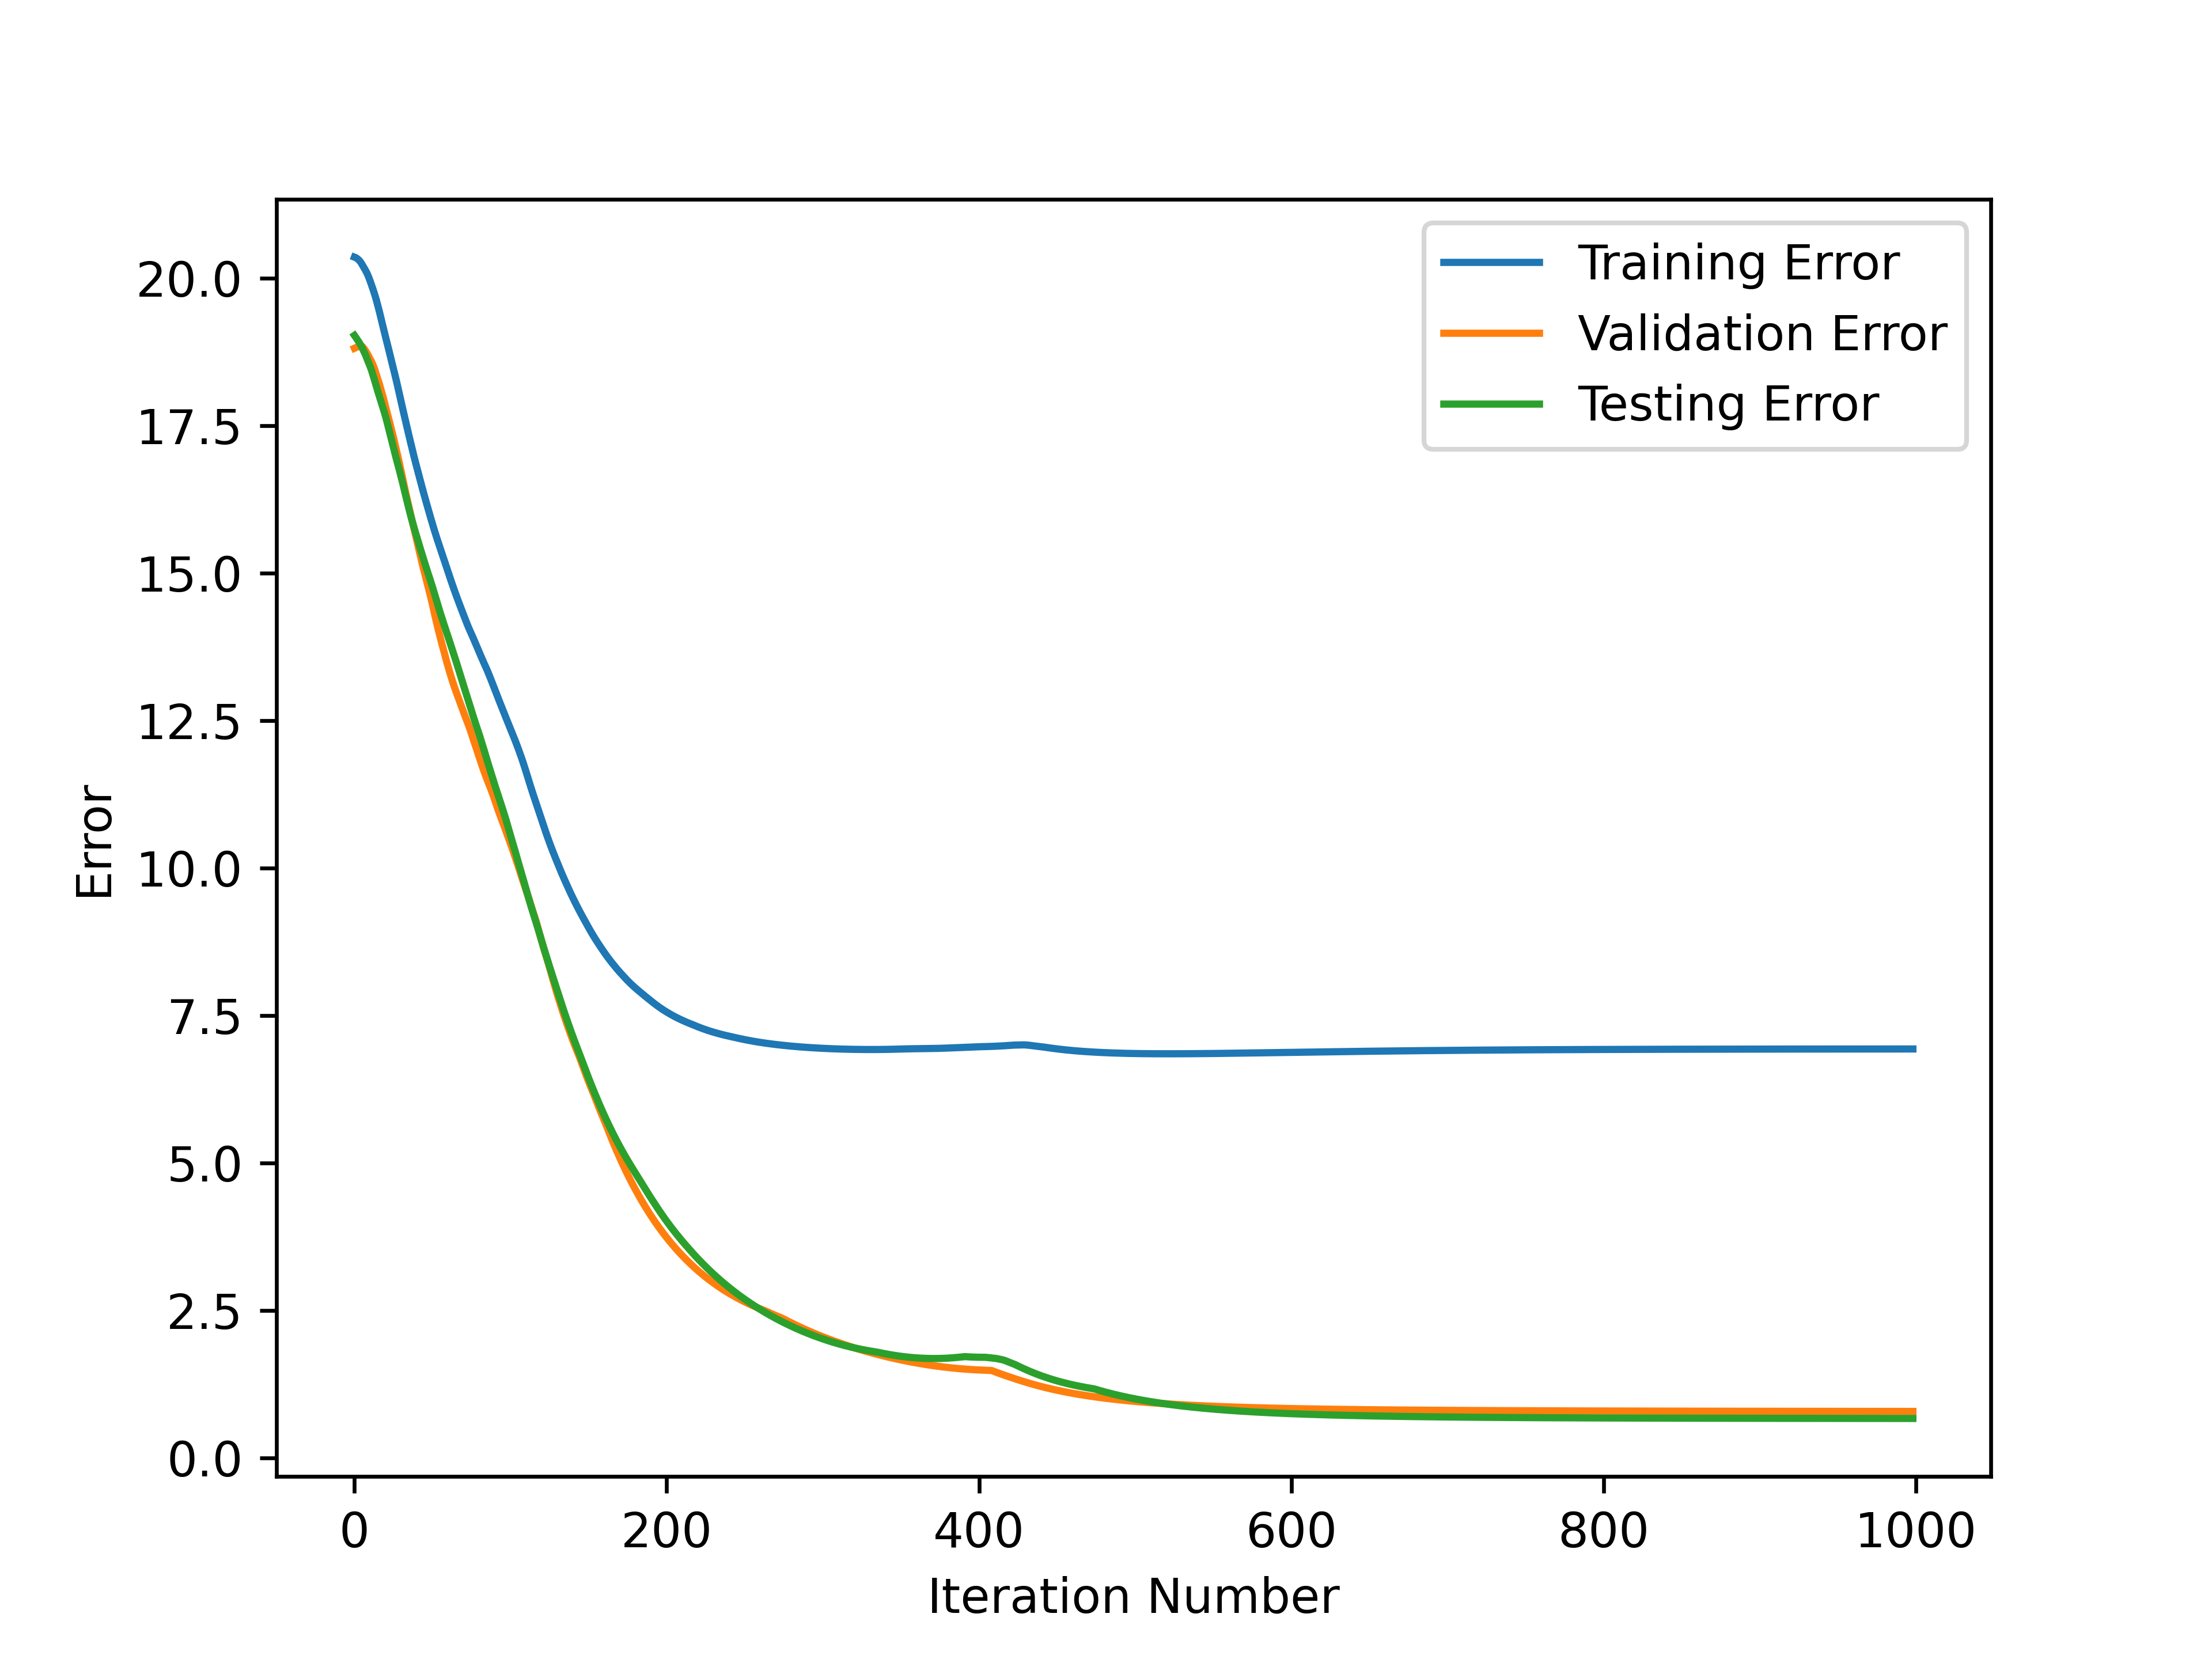 Training Error
Validation Error
Testing Error
20.0
17.5
15.0
12.5
10.0
7.5
5.0
2.5
0.0
Error
0 200 400 600 800 1000
Iteration Number